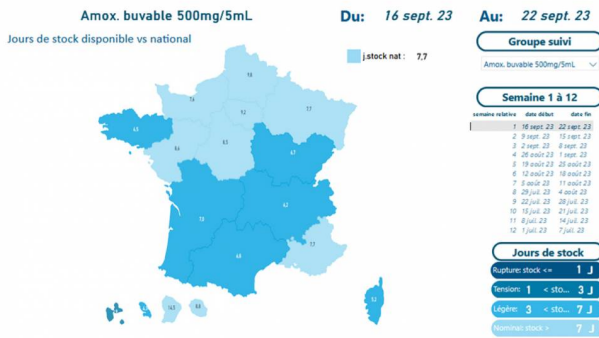 Amox. buvable 500mg/5mL
Du: 16 sept. 23
Au: 22 sept. 23
Jours de stock disponible vs national
j.stock nat : 7,7
Groupe suivi
Amox. buvable 500mg/5mL
Semaine 1 à 12
semaine relative date début date fin
1 16 sept. 23 22 sept. 23
2 9 sept. 23 15 sept. 23
3 2 sept. 23 8 sept. 23
4 26 août 23 1 sept. 23
5 19 août 23 25 août 23
6 12 août 23 18 août 23
7 5 août 23 11 août 23
8 29 juil. 23 4 août 23
9 22 juil. 23 28 juil. 23
10 15 juil. 23 21 juil. 23
11 8 juil. 23 14 juil. 23
12 1 juil. 23 7 juil. 23
Jours de stock
Rupture: stock <= 1 J
Tension: 1 < sto... 3 J
Légère: 3 < sto... 7 J
Nominal: stock > 7 J